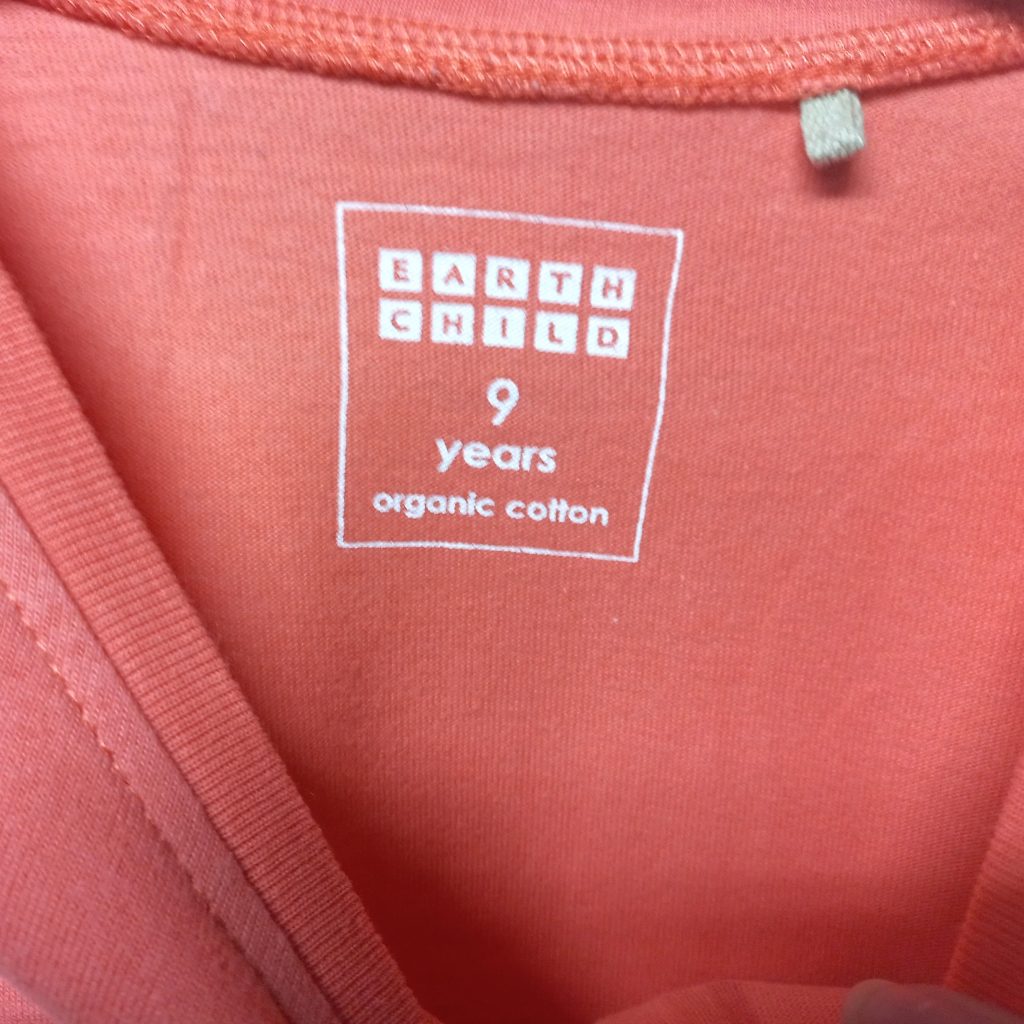 EARTH
CHILD
9
years
organic cotton